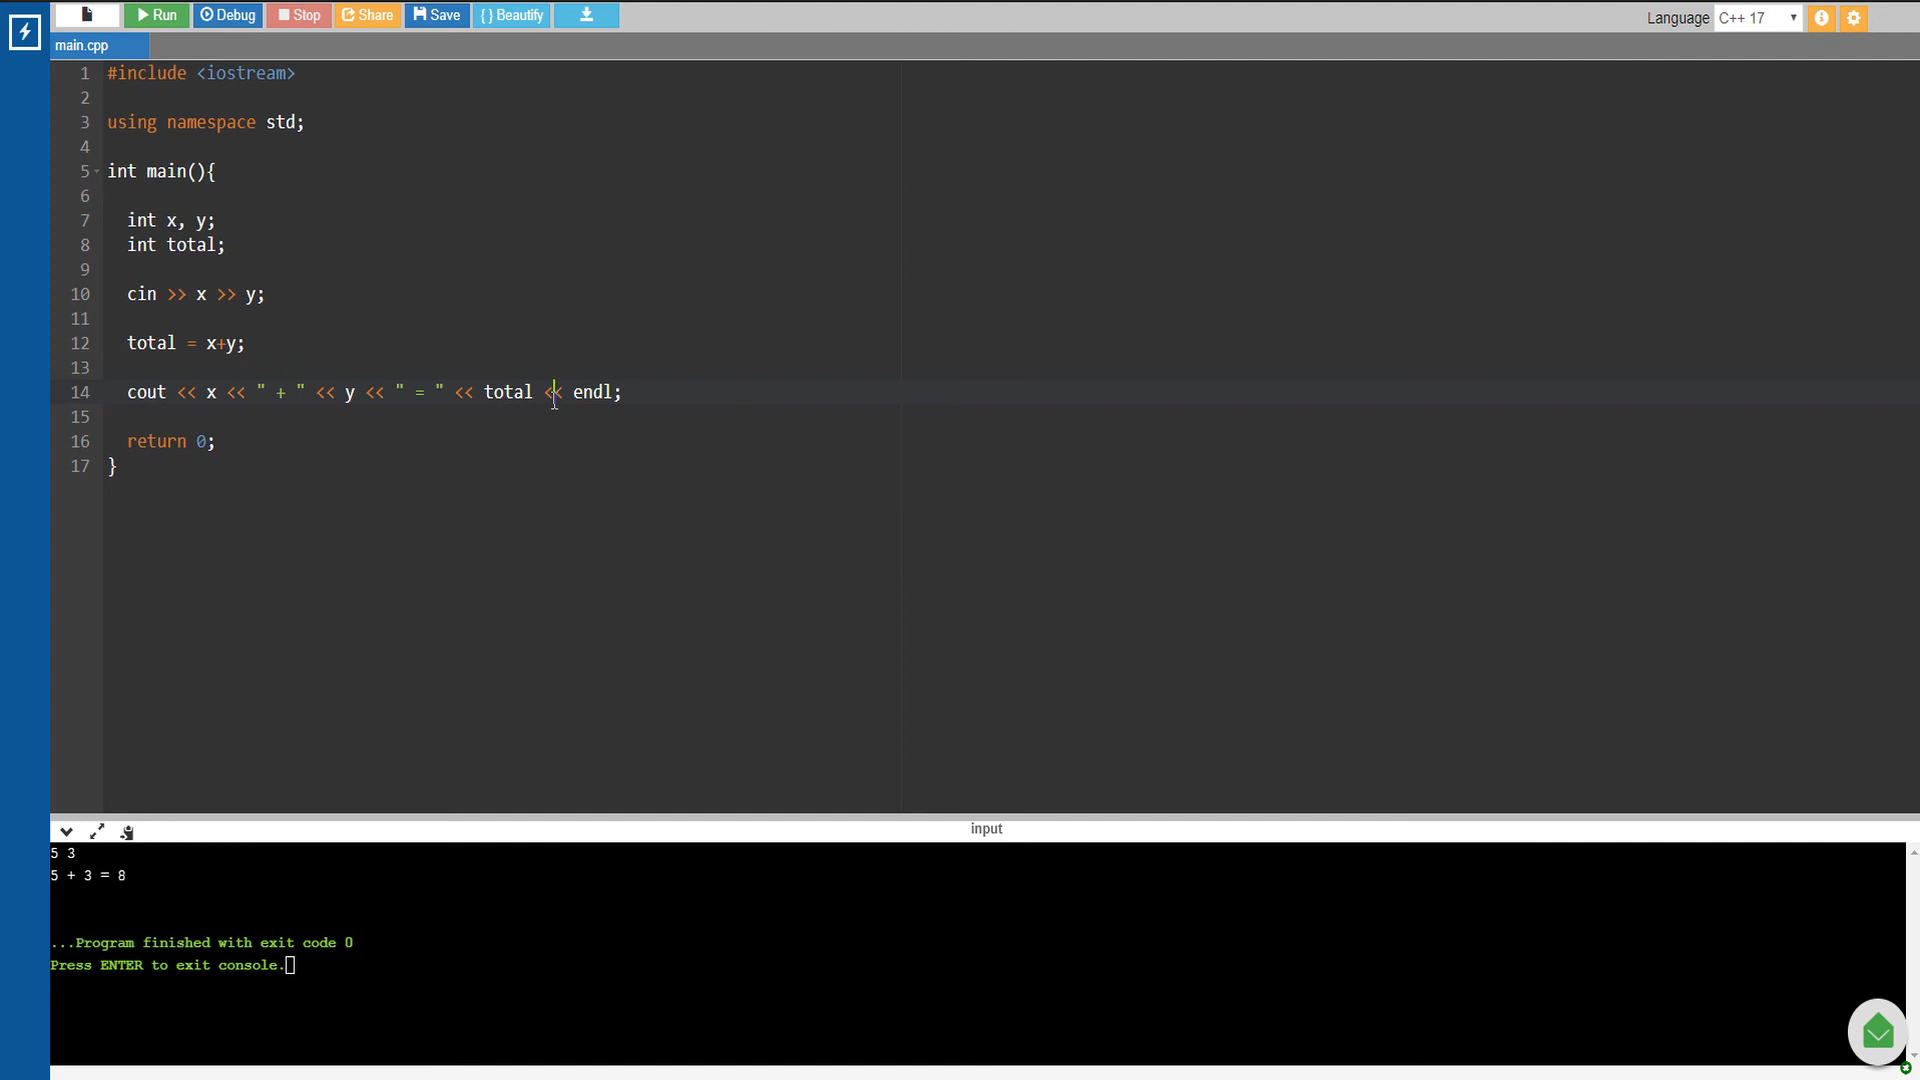 Run Debug Stop Share Save { } Beautify
Language C++ 17
main.cpp
1 #include <iostream>
2
3 using namespace std;
4
5 int main(){
6
7 int x, y;
8 int total;
9
10 cin >> x >> y;
11
12 total = x+y;
13
14 cout << x << " + " << y << " = " << total << endl;
15
16 return 0;
17 }
input
5 3
5 + 3 = 8
...Program finished with exit code 0
Press ENTER to exit console.